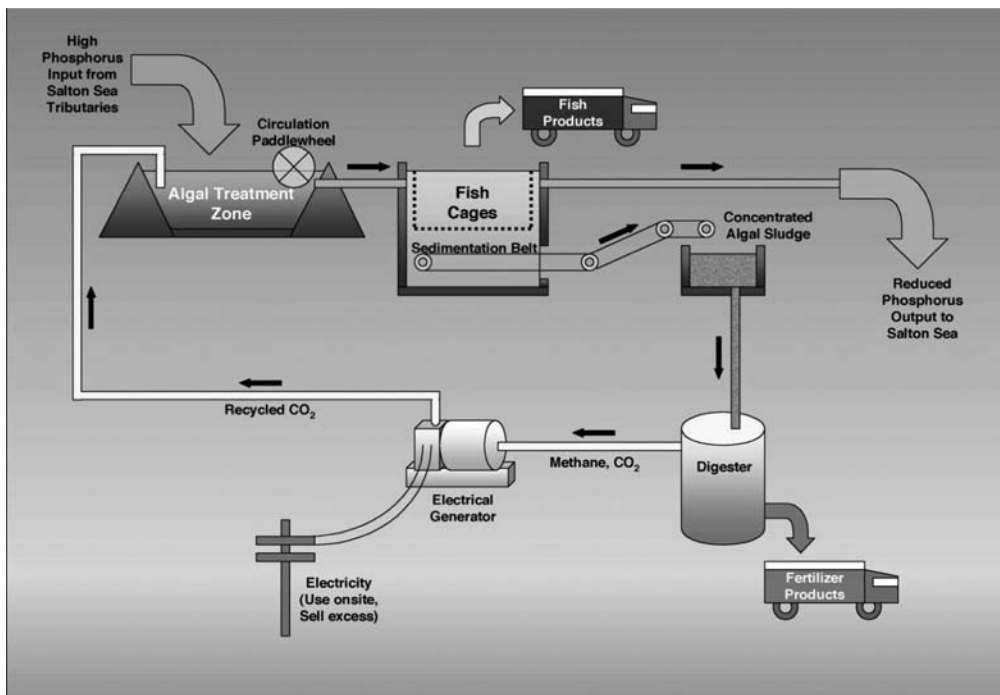 High
Phosphorus
Input from
Salton Sea
Tributaries
Circulation
Paddlewheel
Algal Treatment
Zone
Fish
Products
Fish
Cages
Sedimentation Belt
Concentrated
Algal Sludge
Reduced
Phosphorus
Output to
Salton Sea
Recycled CO₂
Methane, CO₂
Digester
Electrical
Generator
Electricity
(Use onsite,
Sell excess)
Fertilizer
Products